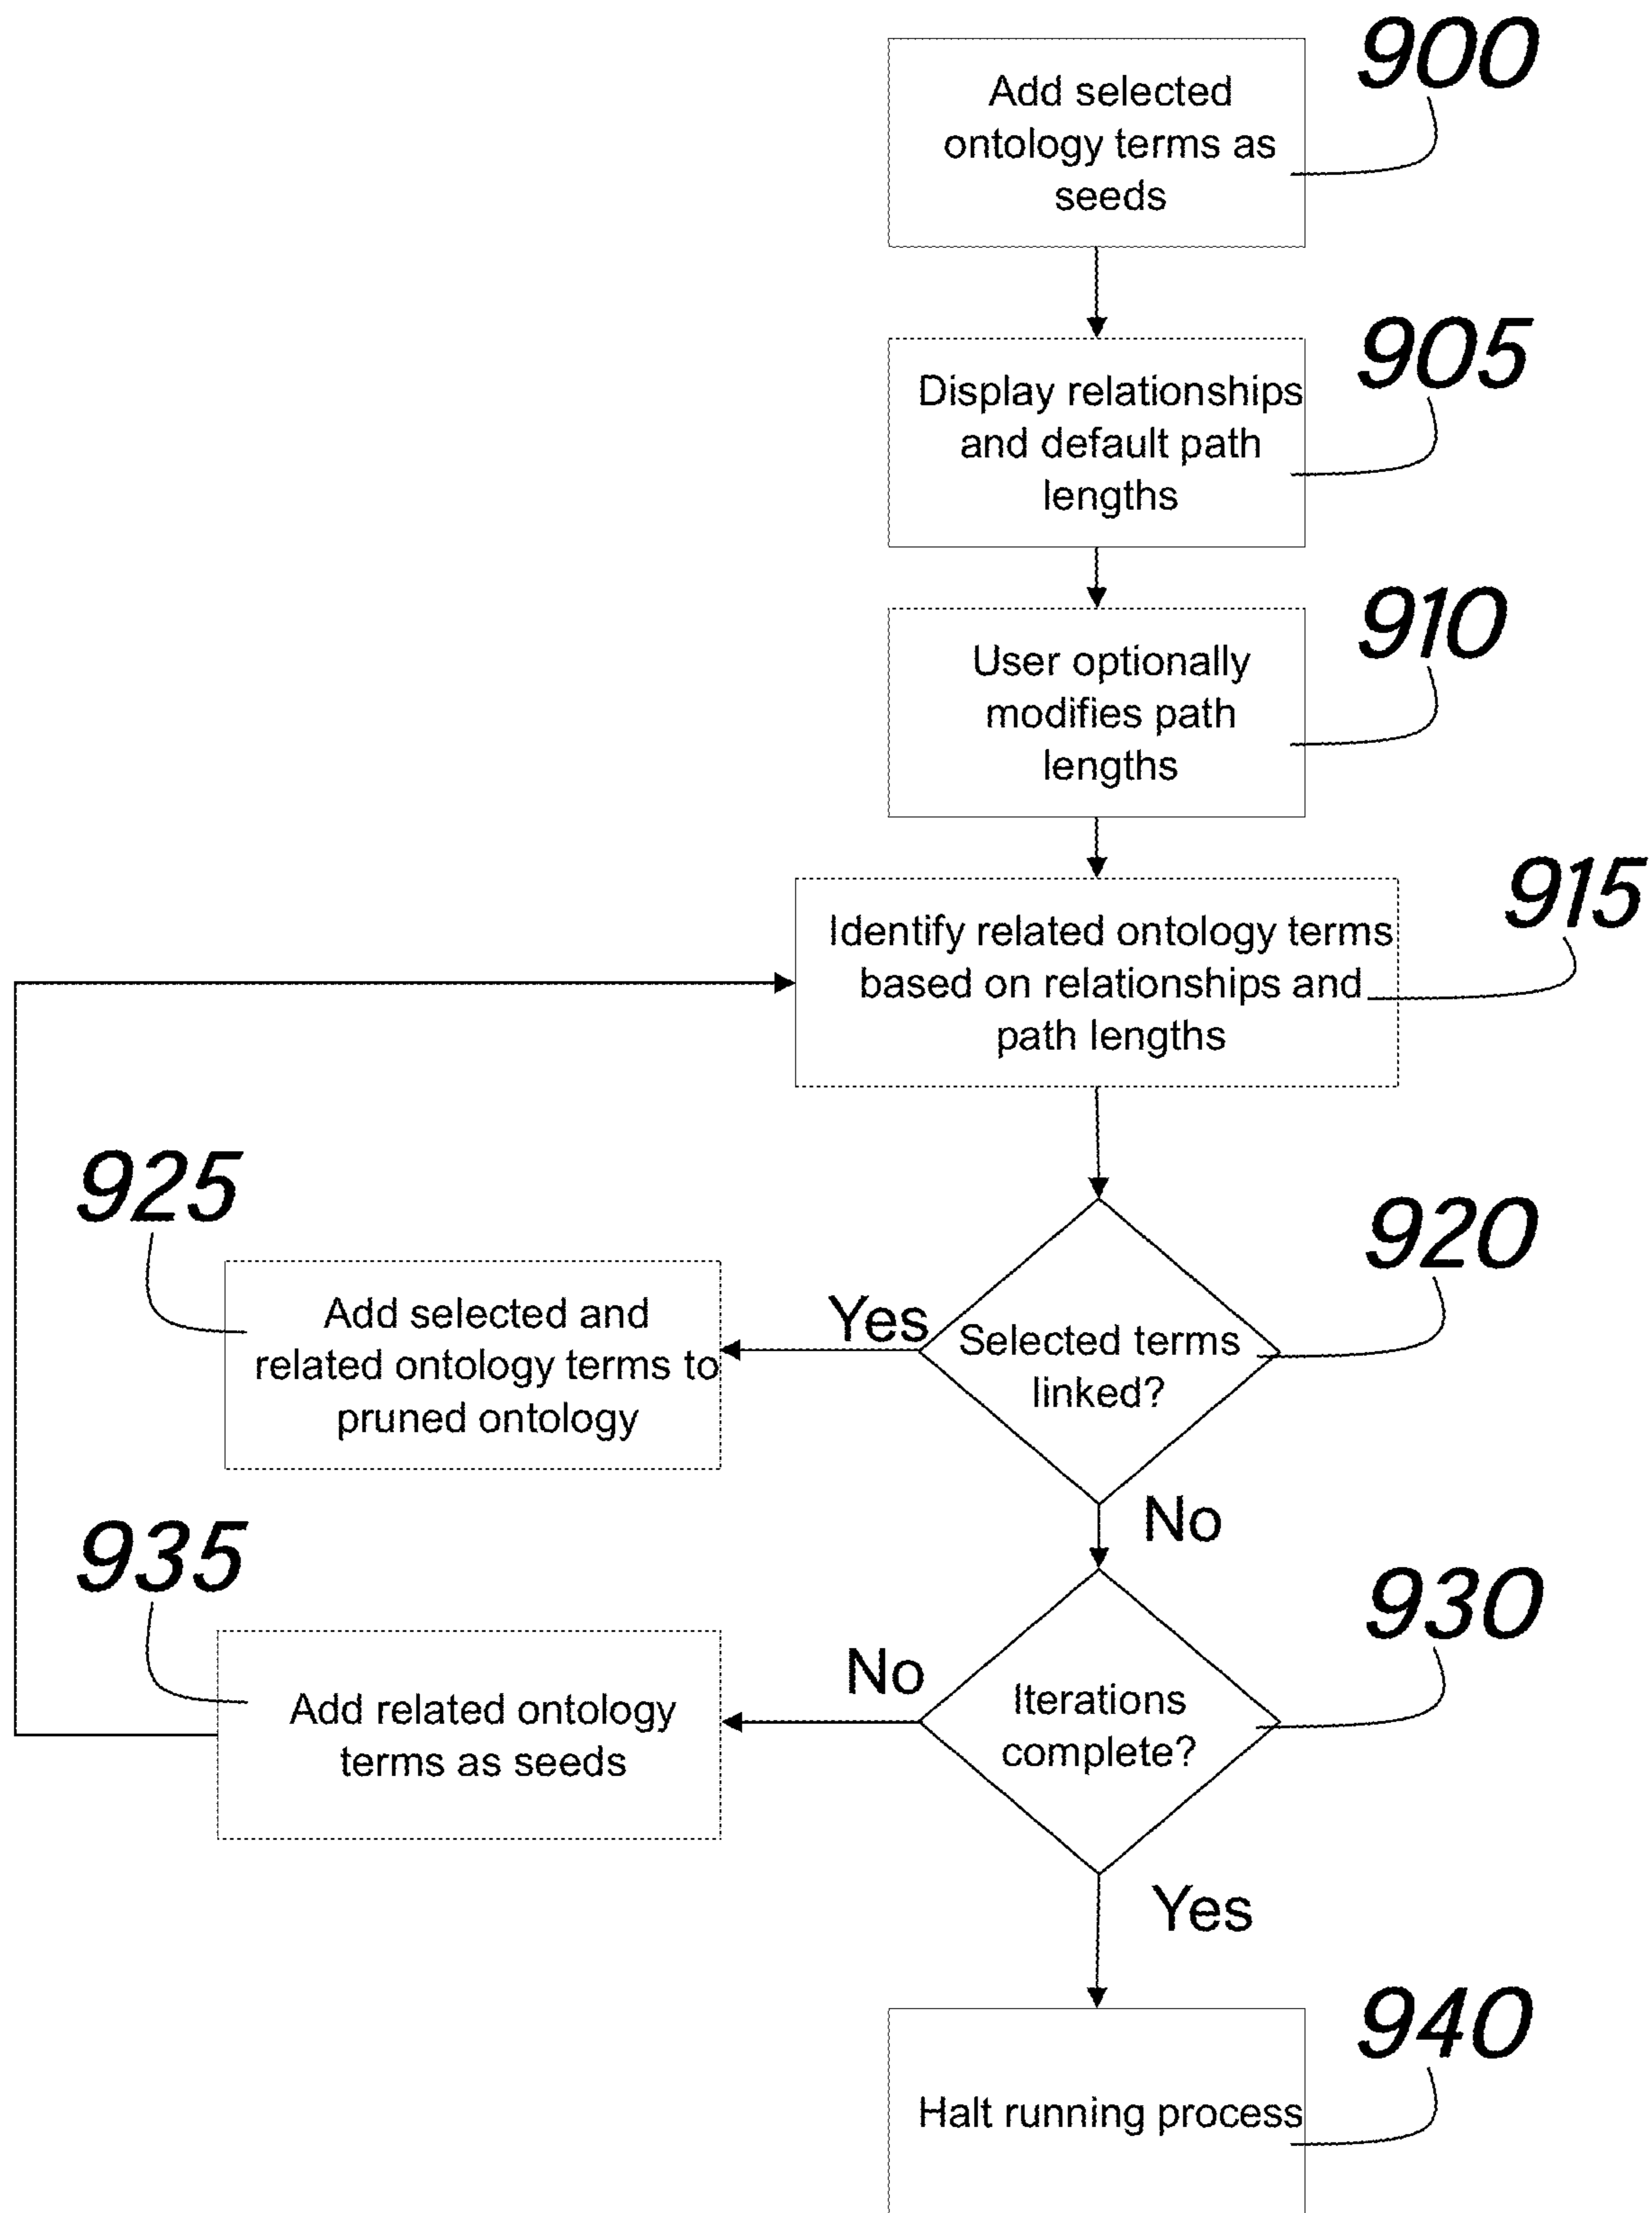 900
Add selected
ontology terms as
seeds
905
Display relationships
and default path
lengths
910
User optionally
modifies path
lengths
915
Identify related ontology terms
based on relationships and
path lengths
925
920
Add selected and
related ontology terms to
pruned ontology
Yes
Selected terms
linked?
No
935
930
Add related ontology
terms as seeds
No
Iterations
complete?
Yes
940
Halt running process